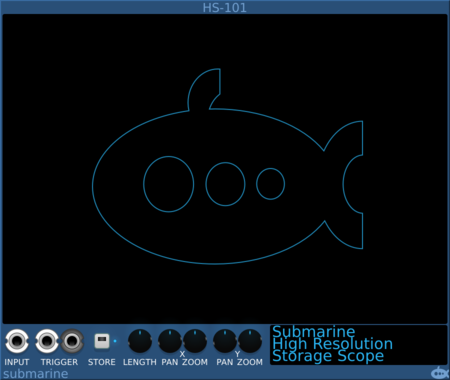 HS-101
INPUT TRIGGER STORE LENGTH PAN X ZOOM PAN Y ZOOM
Submarine
High Resolution
Storage Scope
submarine